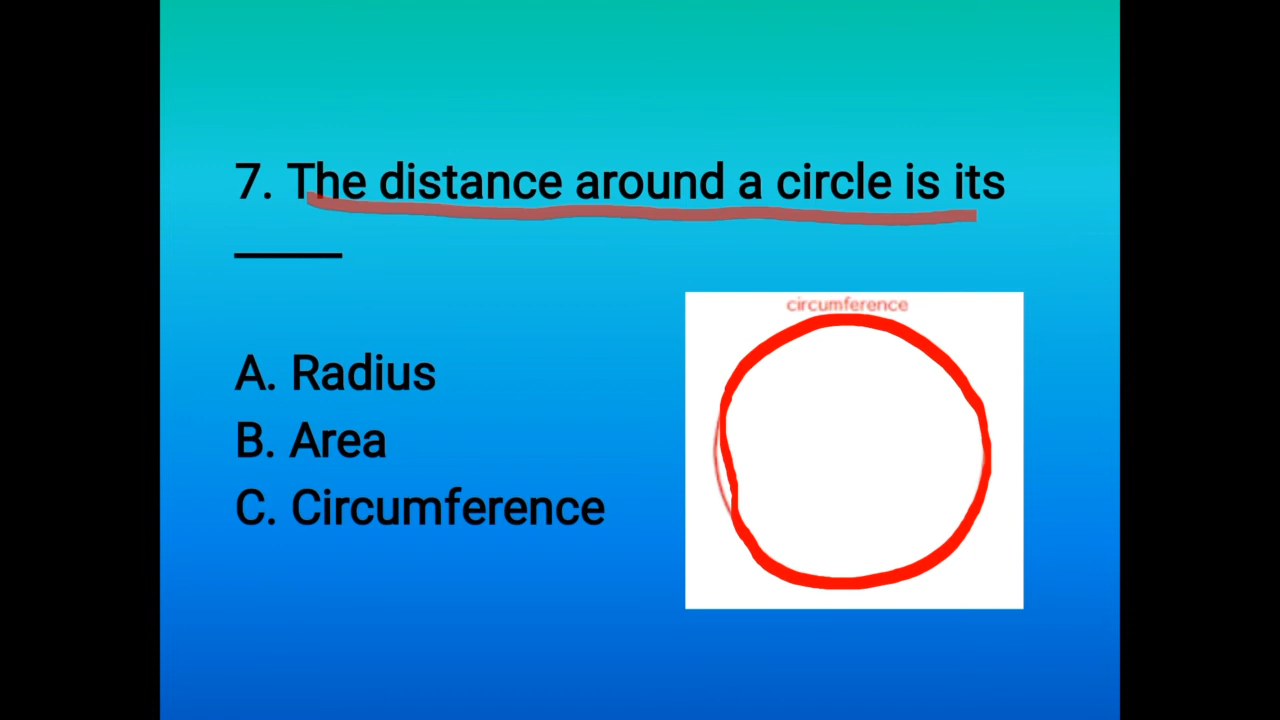 7. The distance around a circle is its
_____
circumference
A. Radius
B. Area
C. Circumference